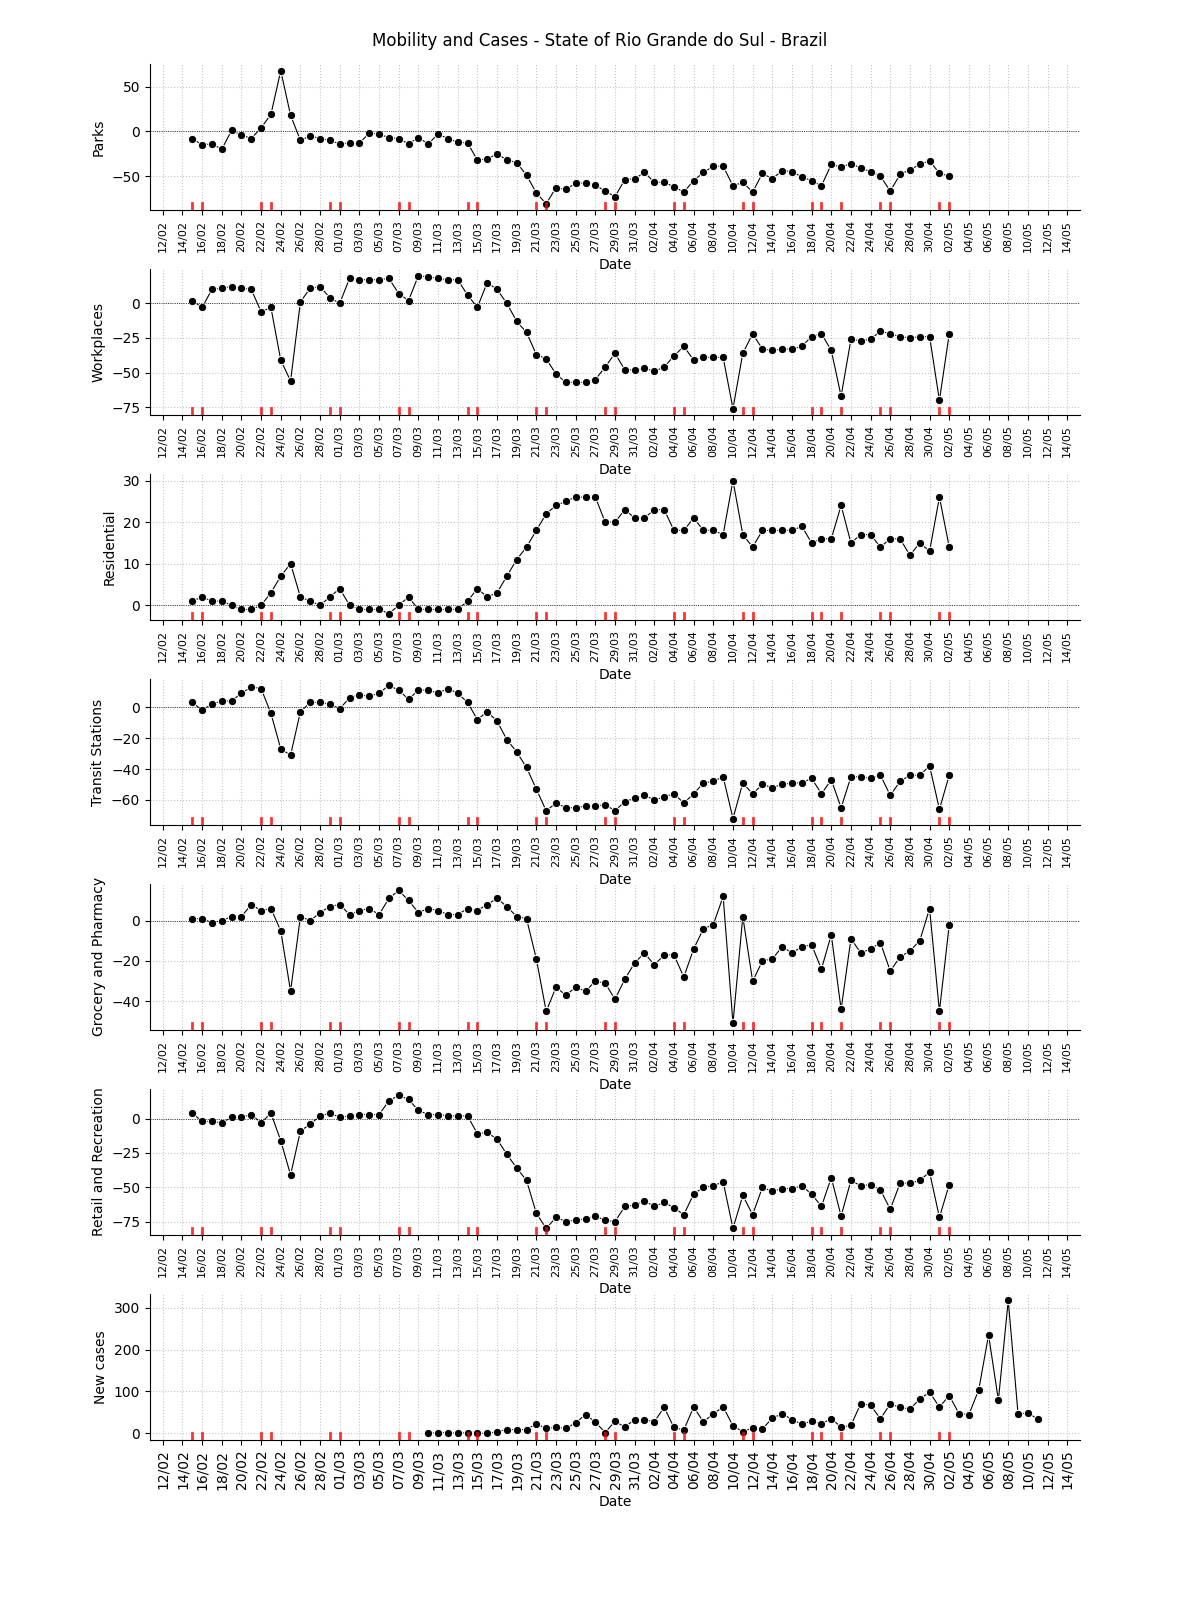 Mobility and Cases - State of Rio Grande do Sul - Brazil
Parks
50
0
−50
12/02 14/02 16/02 18/02 20/02 22/02 24/02 26/02 28/02 01/03 03/03 05/03 07/03 09/03 11/03 13/03 15/03 17/03 19/03 21/03 23/03 25/03 27/03 29/03 31/03 02/04 04/04 06/04 08/04 10/04 12/04 14/04 16/04 18/04 20/04 22/04 24/04 26/04 28/04 30/04 02/05 04/05 06/05 08/05 10/05 12/05 14/05
Date
Workplaces
0
−25
−50
−75
12/02 14/02 16/02 18/02 20/02 22/02 24/02 26/02 28/02 01/03 03/03 05/03 07/03 09/03 11/03 13/03 15/03 17/03 19/03 21/03 23/03 25/03 27/03 29/03 31/03 02/04 04/04 06/04 08/04 10/04 12/04 14/04 16/04 18/04 20/04 22/04 24/04 26/04 28/04 30/04 02/05 04/05 06/05 08/05 10/05 12/05 14/05
Date
Residential
30
20
10
0
12/02 14/02 16/02 18/02 20/02 22/02 24/02 26/02 28/02 01/03 03/03 05/03 07/03 09/03 11/03 13/03 15/03 17/03 19/03 21/03 23/03 25/03 27/03 29/03 31/03 02/04 04/04 06/04 08/04 10/04 12/04 14/04 16/04 18/04 20/04 22/04 24/04 26/04 28/04 30/04 02/05 04/05 06/05 08/05 10/05 12/05 14/05
Date
Transit Stations
0
−20
−40
−60
12/02 14/02 16/02 18/02 20/02 22/02 24/02 26/02 28/02 01/03 03/03 05/03 07/03 09/03 11/03 13/03 15/03 17/03 19/03 21/03 23/03 25/03 27/03 29/03 31/03 02/04 04/04 06/04 08/04 10/04 12/04 14/04 16/04 18/04 20/04 22/04 24/04 26/04 28/04 30/04 02/05 04/05 06/05 08/05 10/05 12/05 14/05
Date
Grocery and Pharmacy
0
−20
−40
12/02 14/02 16/02 18/02 20/02 22/02 24/02 26/02 28/02 01/03 03/03 05/03 07/03 09/03 11/03 13/03 15/03 17/03 19/03 21/03 23/03 25/03 27/03 29/03 31/03 02/04 04/04 06/04 08/04 10/04 12/04 14/04 16/04 18/04 20/04 22/04 24/04 26/04 28/04 30/04 02/05 04/05 06/05 08/05 10/05 12/05 14/05
Date
Retail and Recreation
0
−25
−50
−75
12/02 14/02 16/02 18/02 20/02 22/02 24/02 26/02 28/02 01/03 03/03 05/03 07/03 09/03 11/03 13/03 15/03 17/03 19/03 21/03 23/03 25/03 27/03 29/03 31/03 02/04 04/04 06/04 08/04 10/04 12/04 14/04 16/04 18/04 20/04 22/04 24/04 26/04 28/04 30/04 02/05 04/05 06/05 08/05 10/05 12/05 14/05
Date
New cases
300
200
100
0
12/02 14/02 16/02 18/02 20/02 22/02 24/02 26/02 28/02 01/03 03/03 05/03 07/03 09/03 11/03 13/03 15/03 17/03 19/03 21/03 23/03 25/03 27/03 29/03 31/03 02/04 04/04 06/04 08/04 10/04 12/04 14/04 16/04 18/04 20/04 22/04 24/04 26/04 28/04 30/04 02/05 04/05 06/05 08/05 10/05 12/05 14/05
Date